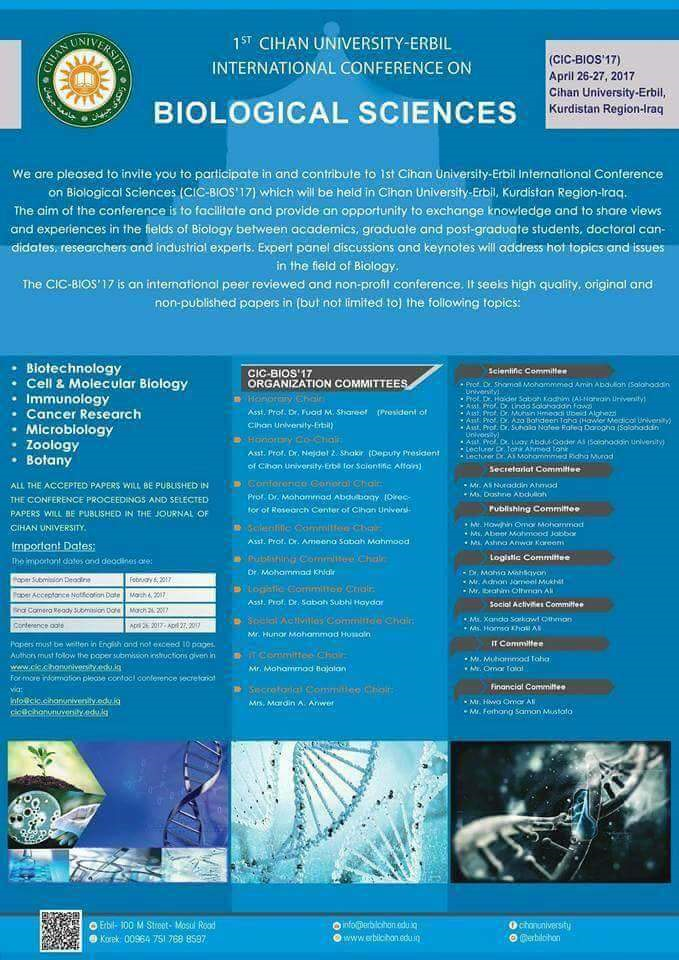 CIHAN UNIVERSITY
زانكۆی جیهان
جامعة جيهان
1ST CIHAN UNIVERSITY-ERBIL
INTERNATIONAL CONFERENCE ON
BIOLOGICAL SCIENCES
(CIC-BIOS'17)
April 26-27, 2017
Cihan University-Erbil,
Kurdistan Region-Iraq
We are pleased to invite you to participate in and contribute to 1st Cihan University-Erbil International Conference
on Biological Sciences (CIC-BIOS'17) which will be held in Cihan University-Erbil, Kurdistan Region-Iraq.
The aim of the conference is to facilitate and provide an opportunity to exchange knowledge and to share views
and experiences in the fields of Biology between academics, graduate and post-graduate students, doctoral can-
didates, researchers and industrial experts. Expert panel discussions and keynotes will address hot topics and issues
in the field of Biology.
The CIC-BIOS'17 is an international peer reviewed and non-profit conference. It seeks high quality, original and
non-published papers in (but not limited to) the following topics:
• Biotechnology
• Cell & Molecular Biology
• Immunology
• Cancer Research
• Microbiology
• Zoology
• Botany
ALL THE ACCEPTED PAPERS WILL BE PUBLISHED IN
THE CONFERENCE PROCEEDINGS AND SELECTED
PAPERS WILL BE PUBLISHED IN THE JOURNAL OF
CIHAN UNIVERSITY.
Important Dates:
The important dates and deadlines are:
Paper Submission Deadline February 6, 2017
Paper Acceptance Notification Date March 6, 2017
Final Camera Ready Submission Date March 26, 2017
Conference date April 26, 2017 - April 27, 2017
Papers must be written in English and not exceed 10 pages.
Authors must follow the paper submission instructions given in
www.cic.cihanuniversity.edu.iq
For more information please contact conference secretariat
via:
info@cic.cihanuniversity.edu.iq
cic@cihanunuversity.edu.iq
CIC-BIOS'17
ORGANIZATION COMMITTEES
Honorary Chair:
Asst. Prof. Dr. Fuad M. Shareef (President of
Cihan University-Erbil)
Honorary Co-Chair:
Asst. Prof. Dr. Nejdet Z. Shakir (Deputy President
of Cihan University-Erbil for Scientific Affairs)
Conference General Chair:
Prof. Dr. Mohammad Abdulbaqy (Direc-
tor of Research Center of Cihan Universi-
Scientific Committee Chair:
Asst. Prof. Dr. Ameena Sabah Mahmood
Publishing Committee Chair:
Dr. Mohammad Khidir
Logistic Committee Chair:
Asst. Prof. Dr. Sabah Subhi Haydar
Social Activities Committee Chair:
Mr. Hunar Mohammed Hussain
IT Committee Chair:
Mr. Mohammad Bajalan
Secretariat Committee Chair:
Mrs. Mardin A. Anwer
Scientific Committee
• Prof. Dr. Shamall Mohammmed Amin Abdullah (Salahaddin
University)
• Prof. Dr. Haider Sabah Kadhim (Al-Nahrain University)
• Asst. Prof. Dr. Linda Salahaddin Fawzi
• Asst. Prof. Dr. Muhsin Hmeadi Ubeid Alghezzi
• Asst. Prof. Dr. Aza Bahdeen Taha (Hawler Medical University)
• Asst. Prof. Dr. Suhaila Nafee Rafeq Darogha (Salahaddin
University)
• Asst. Prof. Dr. Luay Abdul-Qader Ali (Salahaddin University)
• Lecturer Dr. Tahir Ahmed Tahir
• Lecturer Dr. Ali Mohammmed Ridha Murad
Secretariat Committee
• Mr. Ali Nuraddin Ahmad
• Ms. Dashne Abdullah
Publishing Committee
• Mr. Hawjhin Omar Mohammad
• Ms. Abeer Mahmood Jabbar
• Ms. Ashna Anwar Kareem
Logistic Committee
• Dr. Mahsa Mishtiqyan
• Mr. Adnan Jameel Mukhlit
• Mr. Ibrahim Othman Ali
Social Activities Committee
• Ms. Xanda Sarkawt Othman
• Ms. Hamsa Khalil Ali
IT Committee
• Mr. Muhammad Taha
• Mr. Omar Talal
Financial Committee
• Mr. Hiwa Omar Ali
• Mr. Ferhang Saman Mustafa
Erbil- 100 M Street- Mosul Road
Korek: 00964 751 768 8597
info@erbilcihan.edu.iq
www.erbilcihan.edu.iq
cihanuniversity
@erbilcihan